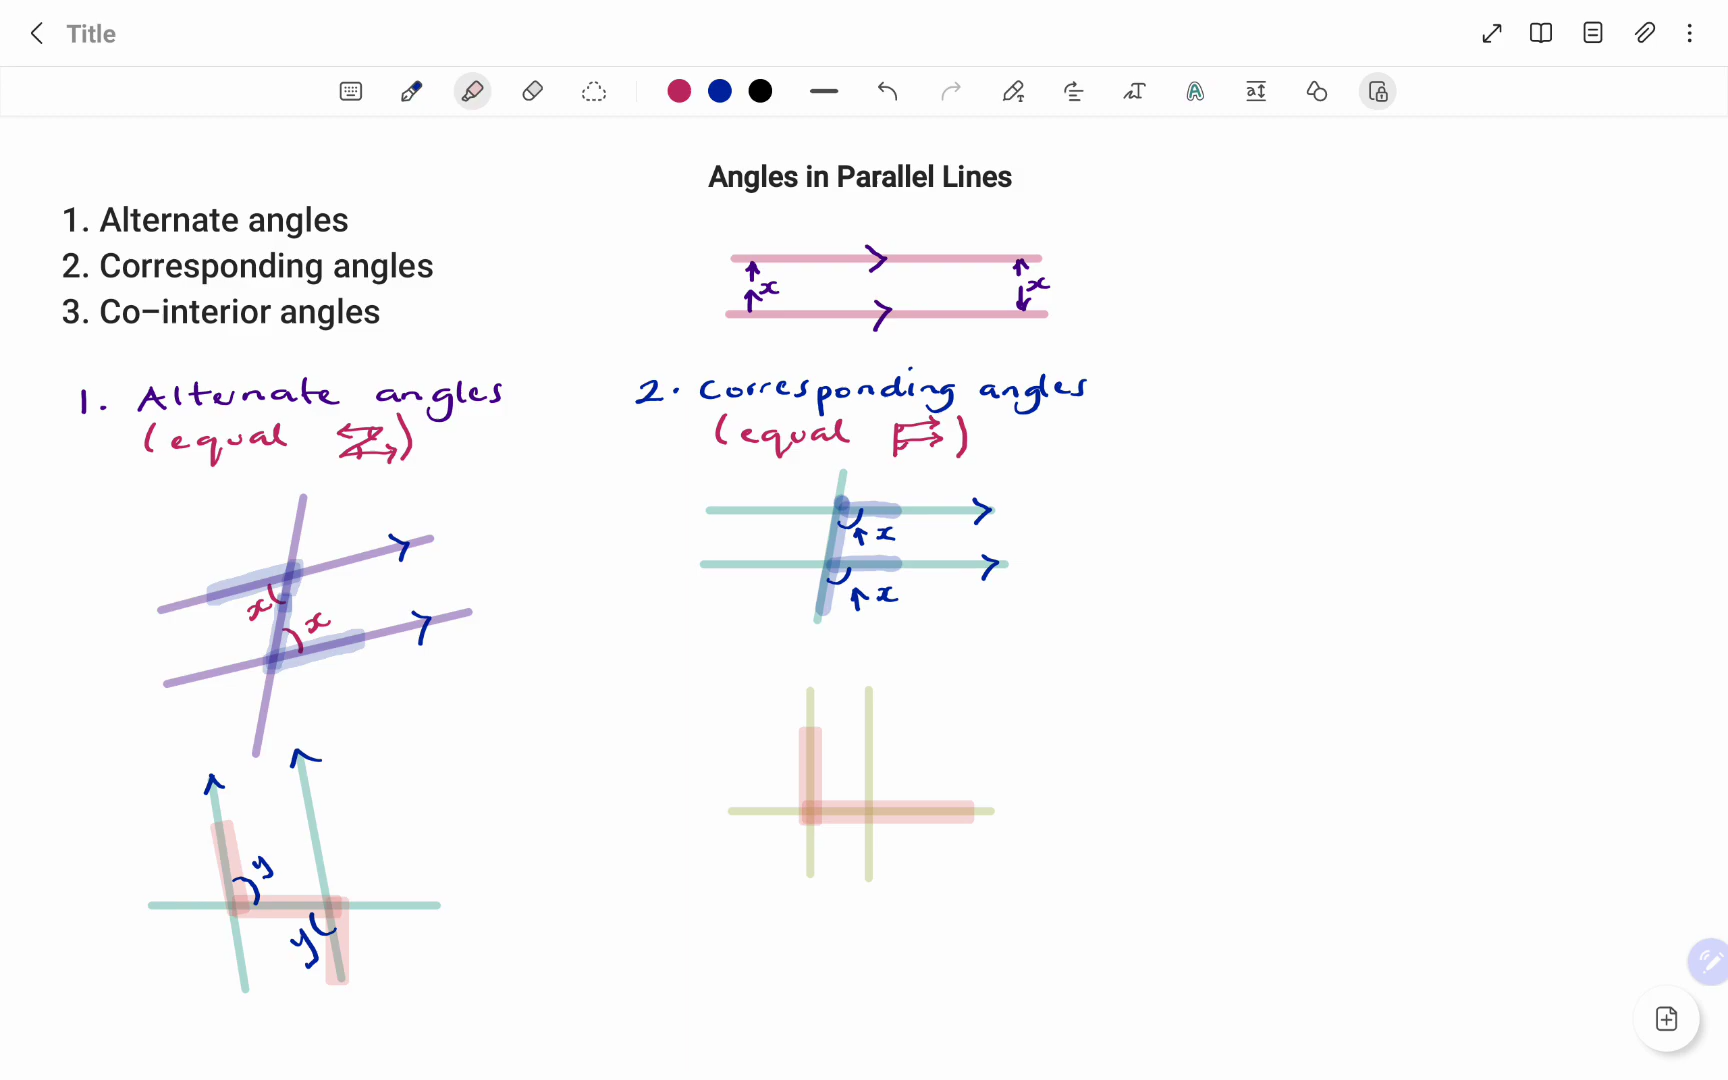 Title
Angles in Parallel Lines
1. Alternate angles
2. Corresponding angles
3. Co-interior angles
x
x
1. Alternate angles
(equal Z)
2. Corresponding angles
(equal F)
x
x
x
x
y
y